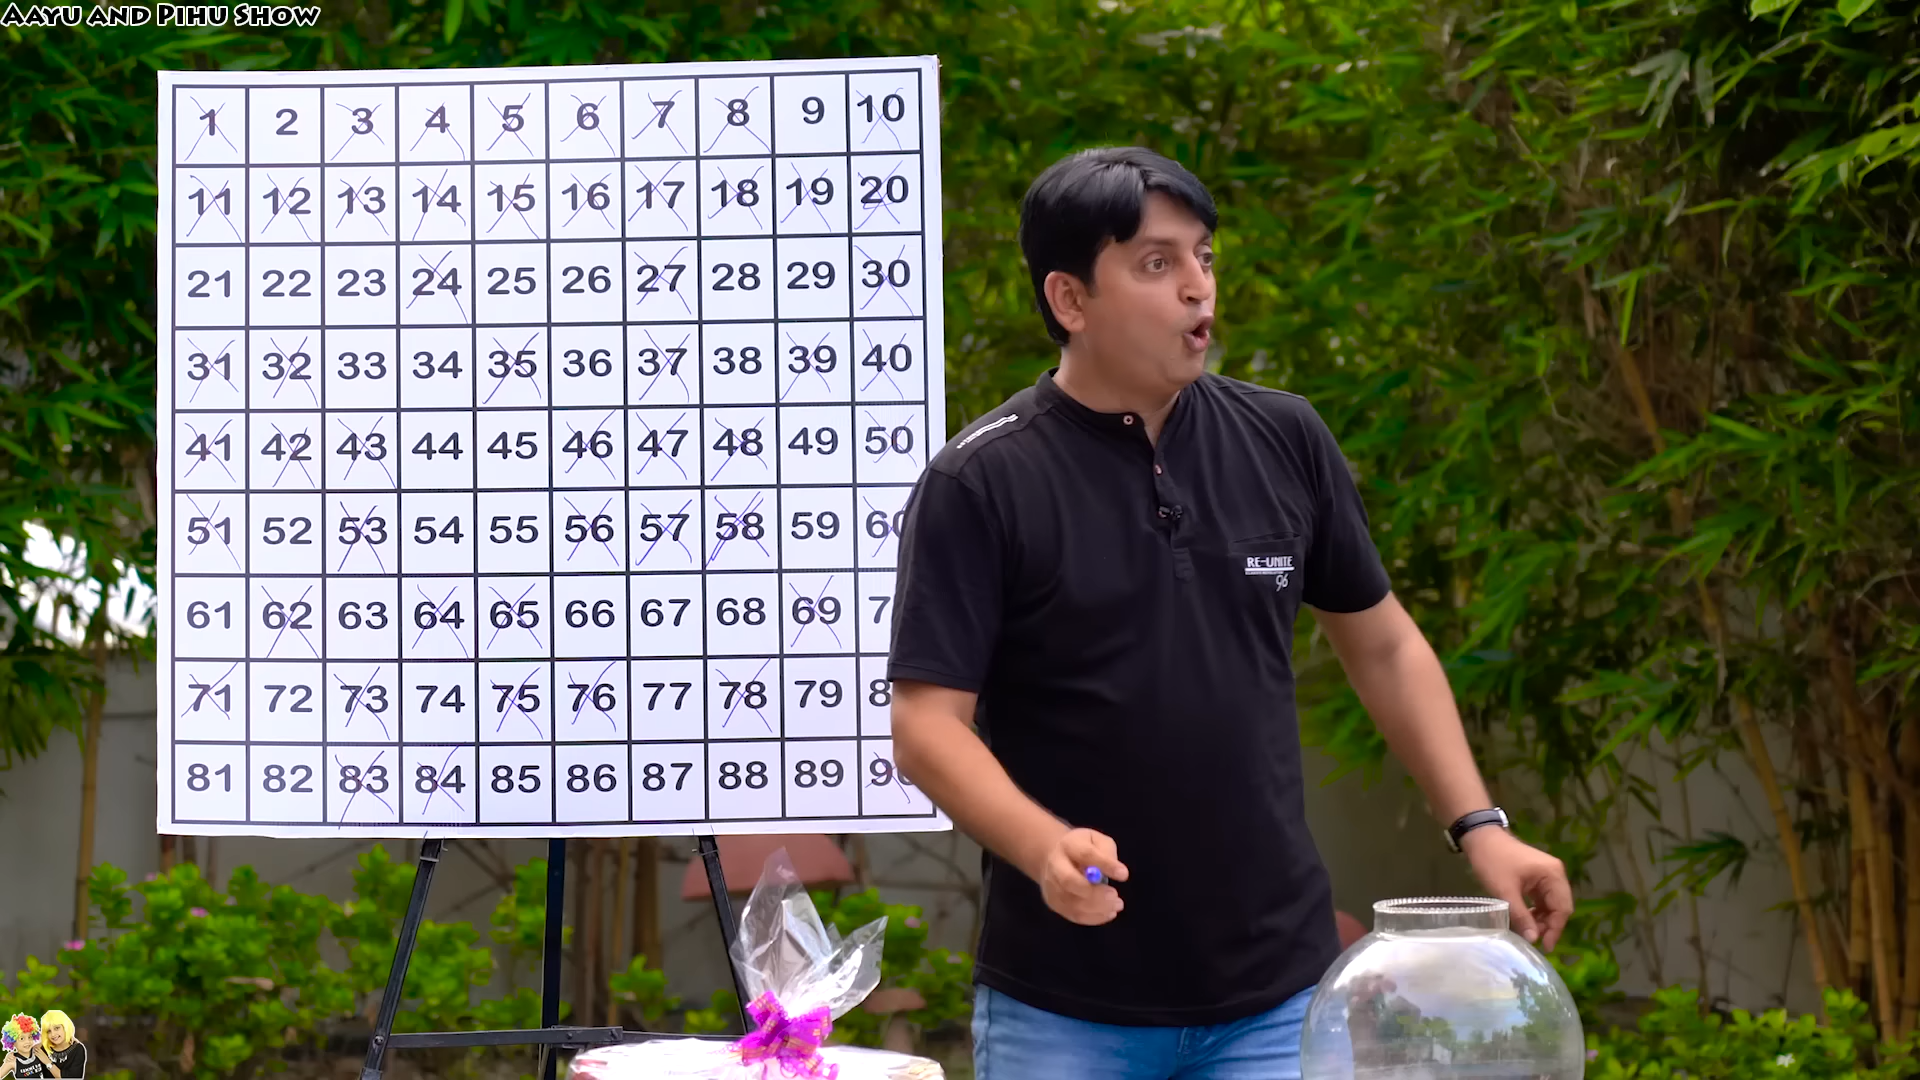 Aayu and Pihu Show
1 2 3 4 5 6 7 8 9 10
11 12 13 14 15 16 17 18 19 20
21 22 23 24 25 26 27 28 29 30
31 32 33 34 35 36 37 38 39 40
41 42 43 44 45 46 47 48 49 50
51 52 53 54 55 56 57 58 59 60
61 62 63 64 65 66 67 68 69 7
71 72 73 74 75 76 77 78 79 8
81 82 83 84 85 86 87 88 89 90
RE-UNITE
96